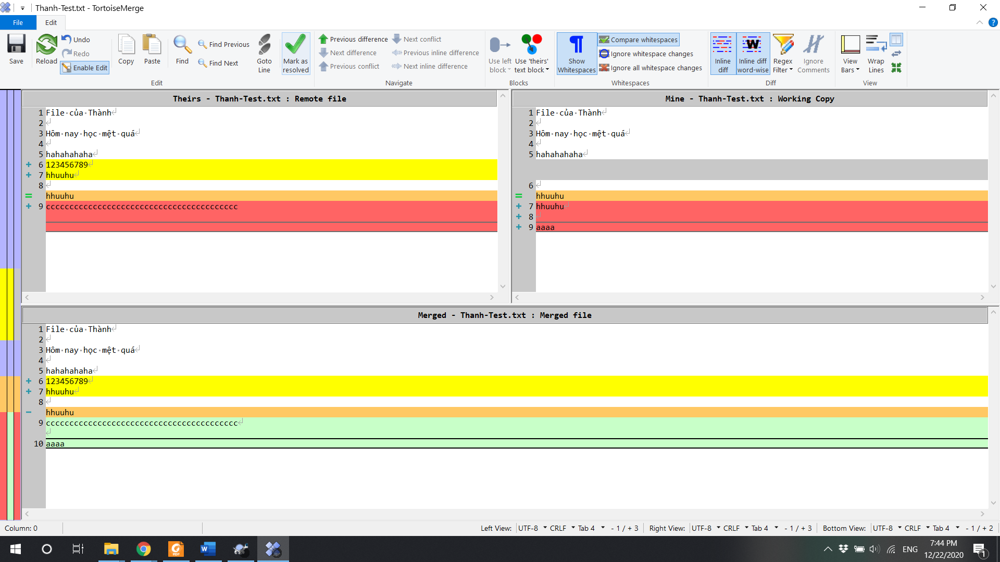 Thanh-Test.txt - TortoiseMerge
File
Edit
Save
Reload
Undo
Redo
Enable Edit
Copy
Paste
Find
Find Previous
Find Next
Goto
Line
Mark as
resolved
Previous difference
Next difference
Previous conflict
Next conflict
Previous inline difference
Next inline difference
Use left
block
Use 'theirs'
text block
Show
Whitespaces
Compare whitespaces
Ignore whitespace changes
Ignore all whitespace changes
Inline
diff
Inline diff
word-wise
Regex
Filter
Ignore
Comments
View
Bars
Wrap
Lines
Edit
Navigate
Blocks
Whitespaces
Diff
View
Theirs - Thanh-Test.txt : Remote file
1 File của Thành
2
3 Hôm nay học mệt quá
4
5 hahahahaha
6 123456789
7 hhuuhu
8
hhuuhu
9 ccccccccccccccccccccccccccccccccccccccccc
Mine - Thanh-Test.txt : Working Copy
1 File của Thành
2
3 Hôm nay học mệt quá
4
5 hahahahaha
6
hhuuhu
7 hhuuhu
8
9 aaaa
Merged - Thanh-Test.txt : Merged file
1 File của Thành
2
3 Hôm nay học mệt quá
4
5 hahahahaha
6 123456789
7 hhuuhu
8
hhuuhu
9 ccccccccccccccccccccccccccccccccccccccccc
10 aaaa
Column: 0
Left View: UTF-8 CRLF Tab 4 - 1 / + 3
Right View: UTF-8 CRLF Tab 4 - 1 / + 3
Bottom View: UTF-8 CRLF Tab 4 - 1 / + 2
ENG
7:44 PM
12/22/2020
1